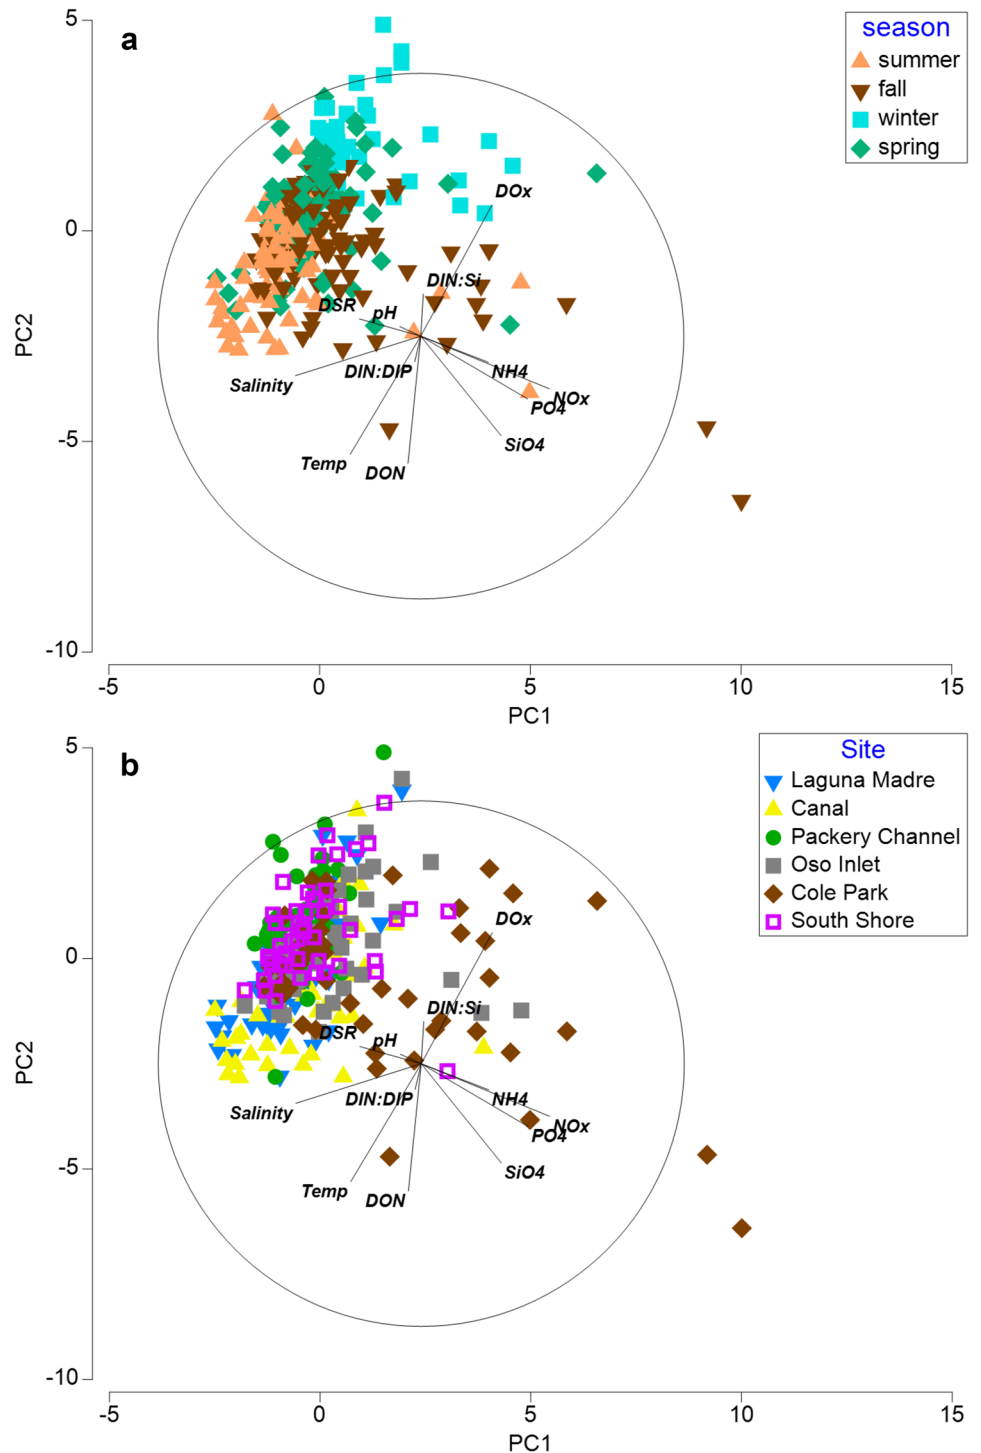 a
season
summer
fall
winter
spring
5
0
-5
-10
PC2
DOx
DIN:Si
DSR
pH
DIN:DIP
NH4
Salinity
NOx
PO4
SiO4
Temp
DON
-5
0
5
10
15
PC1
b
Site
Laguna Madre
Canal
Packery Channel
Oso Inlet
Cole Park
South Shore
5
0
-5
-10
PC2
DOx
DIN:Si
DSR
pH
DIN:DIP
NH4
Salinity
NOx
PO4
SiO4
Temp
DON
-5
0
5
10
15
PC1